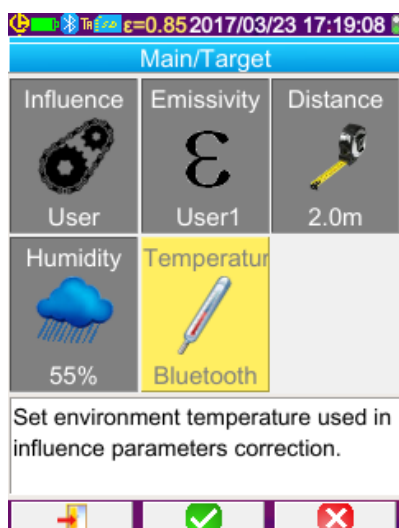 ε=0.85 2017/03/23 17:19:08
Main/Target
Influence Emissivity Distance
ε
User User1 2.0m
Humidity Temperatur
55% Bluetooth
Set environment temperature used in
influence parameters correction.